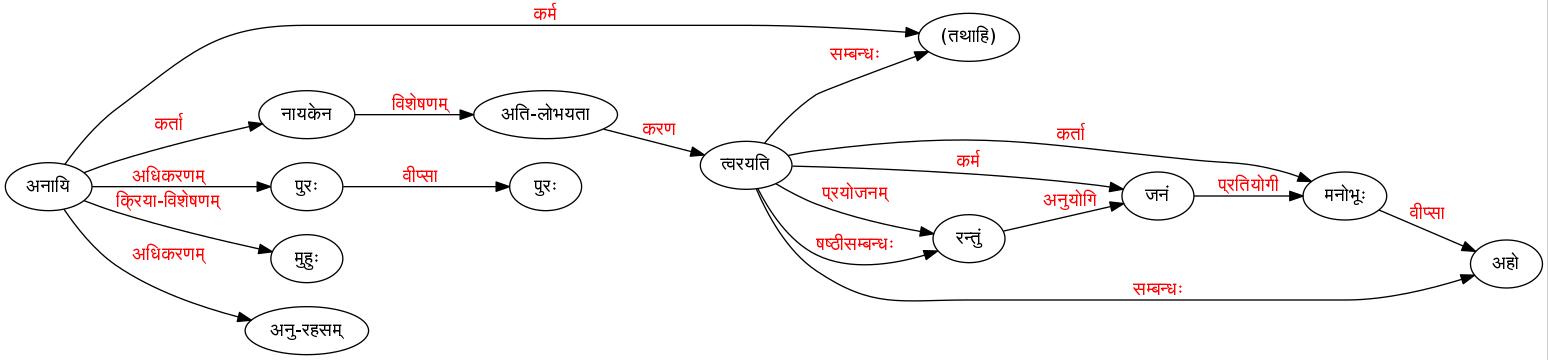 कर्म
(तथाहि)
सम्बन्धः
नायकेन
विशेषणम्
अति-लोभयता
कर्ता
करण
कर्ता
त्वरयति
कर्म
अनायि
अधिकरणम्
पुरः
वीप्सा
पुरः
प्रयोजनम्
जनं
प्रतियोगी
मनोभूः
क्रिया-विशेषणम्
अनुयोगि
वीप्सा
मुहुः
षष्ठीसम्बन्धः
रन्तुं
अधिकरणम्
अहो
सम्बन्धः
अनु-रहसम्